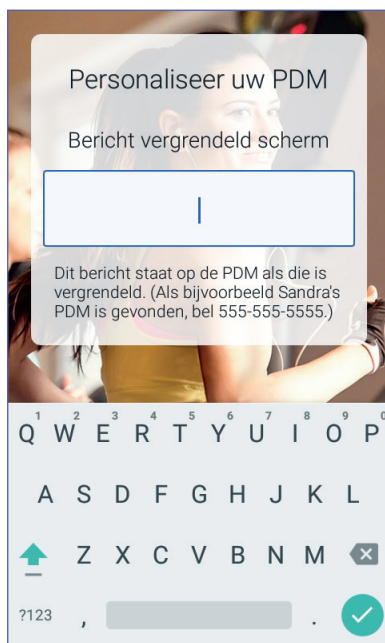 Personaliseer uw PDM
Bericht vergrendeld scherm
Dit bericht staat op de PDM als die is
vergrendeld. (Als bijvoorbeeld Sandra's
PDM is gevonden, bel 555-555-5555.)
1 2 3 4 5 6 7 8 9 0
Q W E R T Y U I O P
A S D F G H J K L
Z X C V B N M
?123 , .